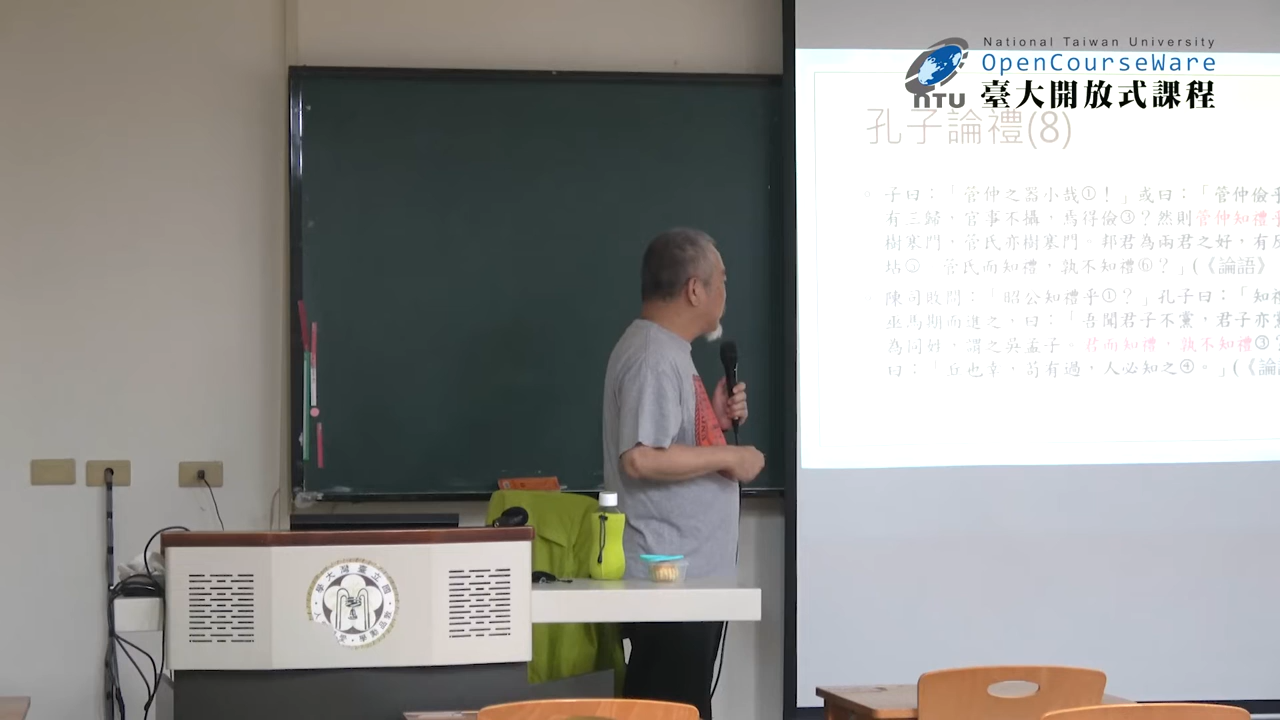 National Taiwan University
OpenCourseWare
NTU 臺大開放式課程
孔子論禮(8)
子曰：「管仲之器小哉①！」或曰：「管仲儉乎
有三歸，官事不攝，焉得儉③？然則管仲知禮乎
樹塞門，管氏亦樹塞門。邦君為兩君之好，有反
坫⑤ 管氏而知禮，孰不知禮⑥？」(《論語》
陳司敗問：「昭公知禮乎①？」孔子曰：「知禮
巫馬期而進之，曰：「吾聞君子不黨，君子亦黨
為同姓，謂之吳孟子。君而知禮，孰不知禮③？
曰：「丘也幸，苟有過，人必知之④。」(《論語